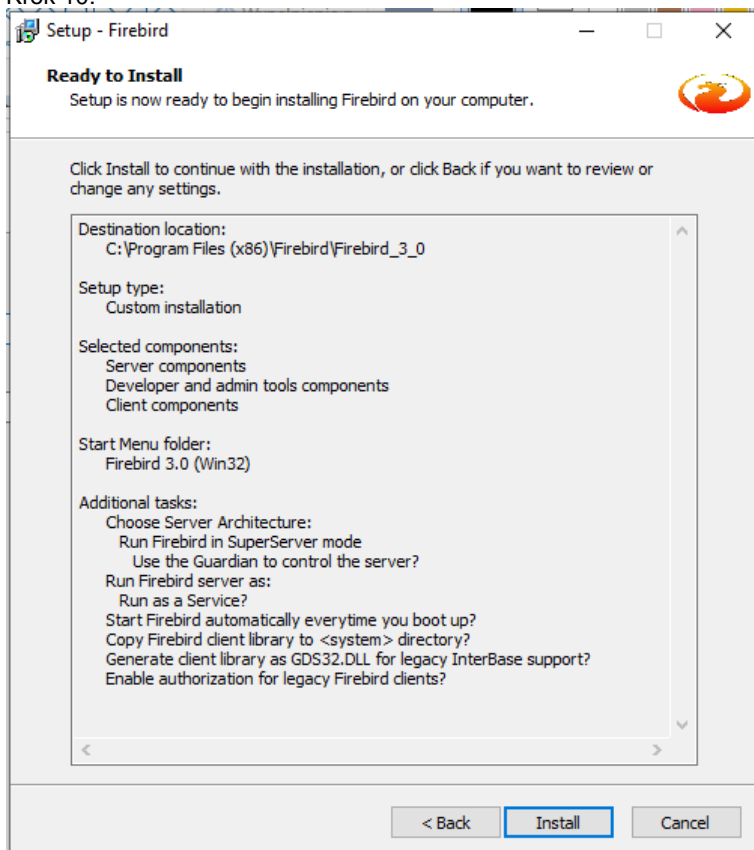 Setup - Firebird
Ready to Install
Setup is now ready to begin installing Firebird on your computer.
Click Install to continue with the installation, or click Back if you want to review or
change any settings.
Destination location:
C:\Program Files (x86)\Firebird\Firebird_3_0
Setup type:
Custom installation
Selected components:
Server components
Developer and admin tools components
Client components
Start Menu folder:
Firebird 3.0 (Win32)
Additional tasks:
Choose Server Architecture:
Run Firebird in SuperServer mode
Use the Guardian to control the server?
Run Firebird server as:
Run as a Service?
Start Firebird automatically everytime you boot up?
Copy Firebird client library to <system> directory?
Generate client library as GDS32.DLL for legacy InterBase support?
Enable authorization for legacy Firebird clients?
< Back
Install
Cancel